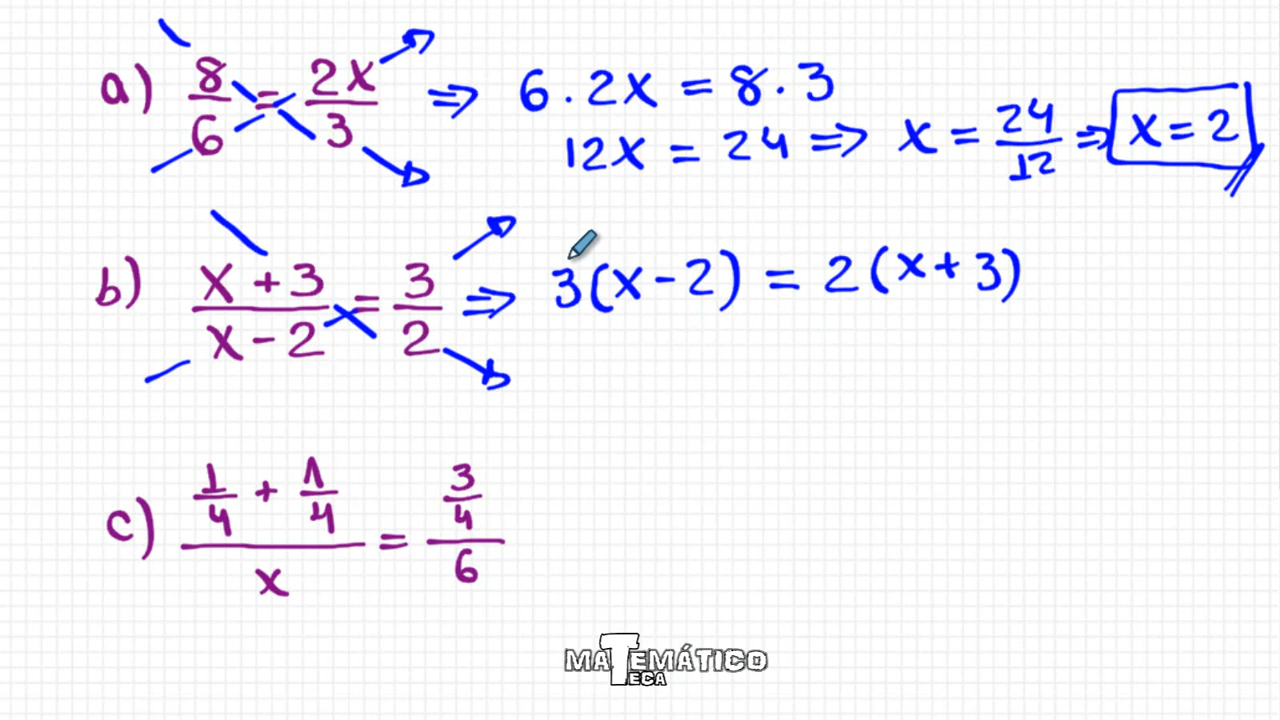 a) 8/6 = 2x/3 ⇒ 6 · 2x = 8 · 3
12x = 24 ⇒ x = 24/12 ⇒ x = 2
b) (x + 3)/(x - 2) = 3/2 ⇒ 3(x - 2) = 2(x + 3)
c) (1/4 + 1/4)/x = (3/4)/6
MATEMÁTICO
TECA